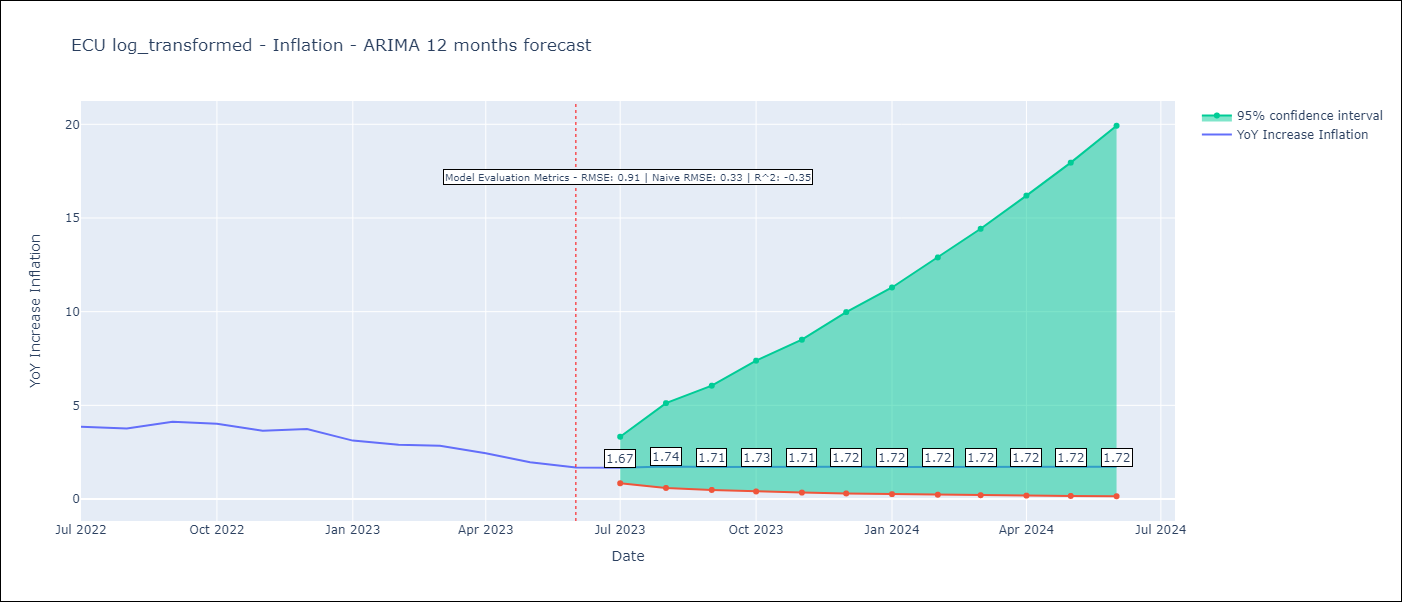 ECU log_transformed - Inflation - ARIMA 12 months forecast
95% confidence interval
YoY Increase Inflation
Model Evaluation Metrics - RMSE: 0.91 | Naive RMSE: 0.33 | R^2: -0.35
YoY Increase Inflation
20
15
10
5
0
1.67 1.74 1.71 1.73 1.71 1.72 1.72 1.72 1.72 1.72 1.72 1.72
Jul 2022 Oct 2022 Jan 2023 Apr 2023 Jul 2023 Oct 2023 Jan 2024 Apr 2024 Jul 2024
Date